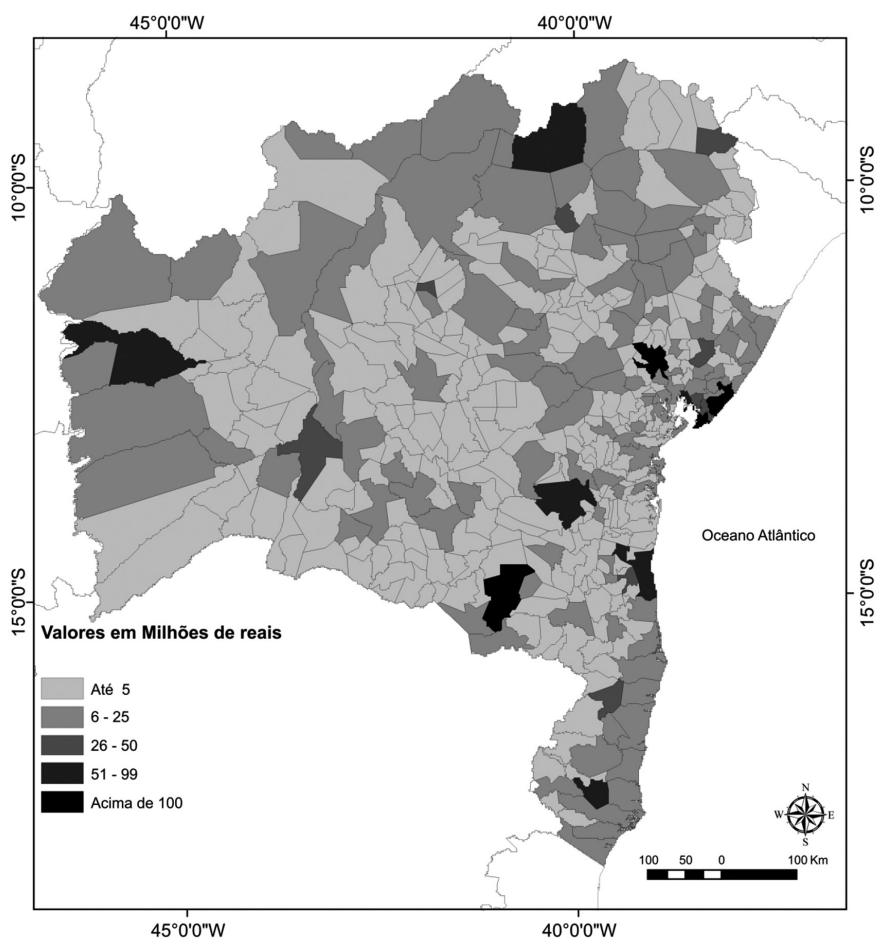 45°0'0"W 40°0'0"W
10°0'0"S 10°0'0"S
Oceano Atlântico
15°0'0"S 15°0'0"S
Valores em Milhões de reais
Até 5
6 - 25
26 - 50
51 - 99
Acima de 100
N
W E
S
100 50 0 100 Km
45°0'0"W 40°0'0"W